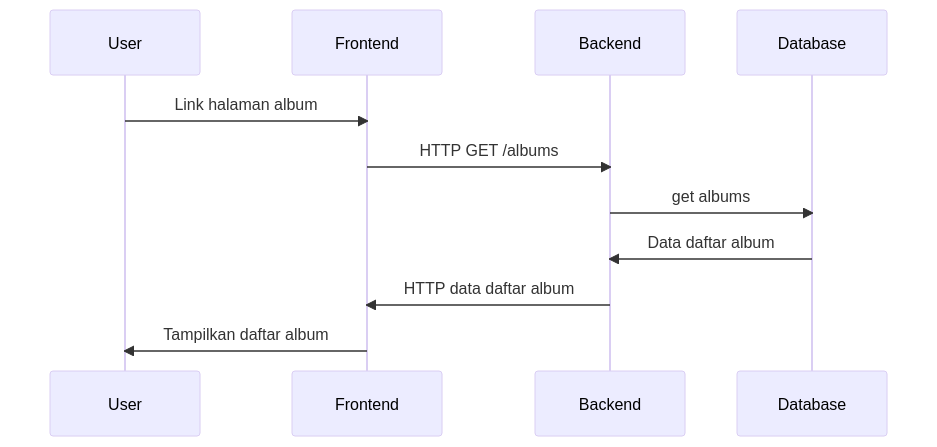 User
Frontend
Backend
Database
Link halaman album
HTTP GET /albums
get albums
Data daftar album
HTTP data daftar album
Tampilkan daftar album
User
Frontend
Backend
Database